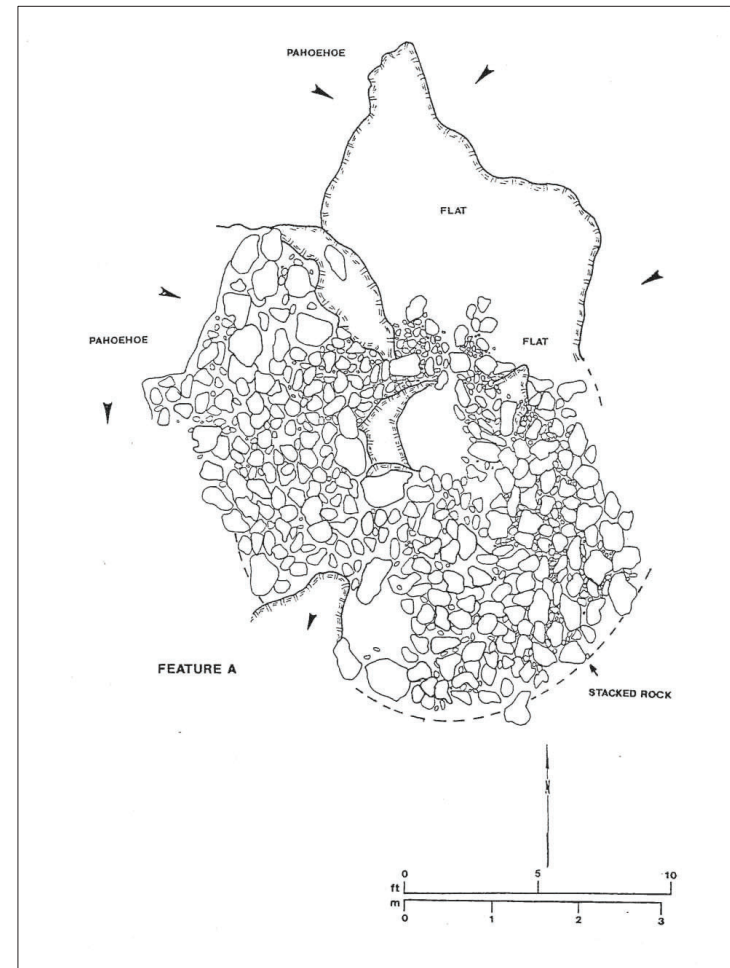 PAHOEHOE
FLAT
FLAT
PAHOEHOE
FEATURE A
STACKED ROCK
N
0 5 10
ft
m
0 1 2 3